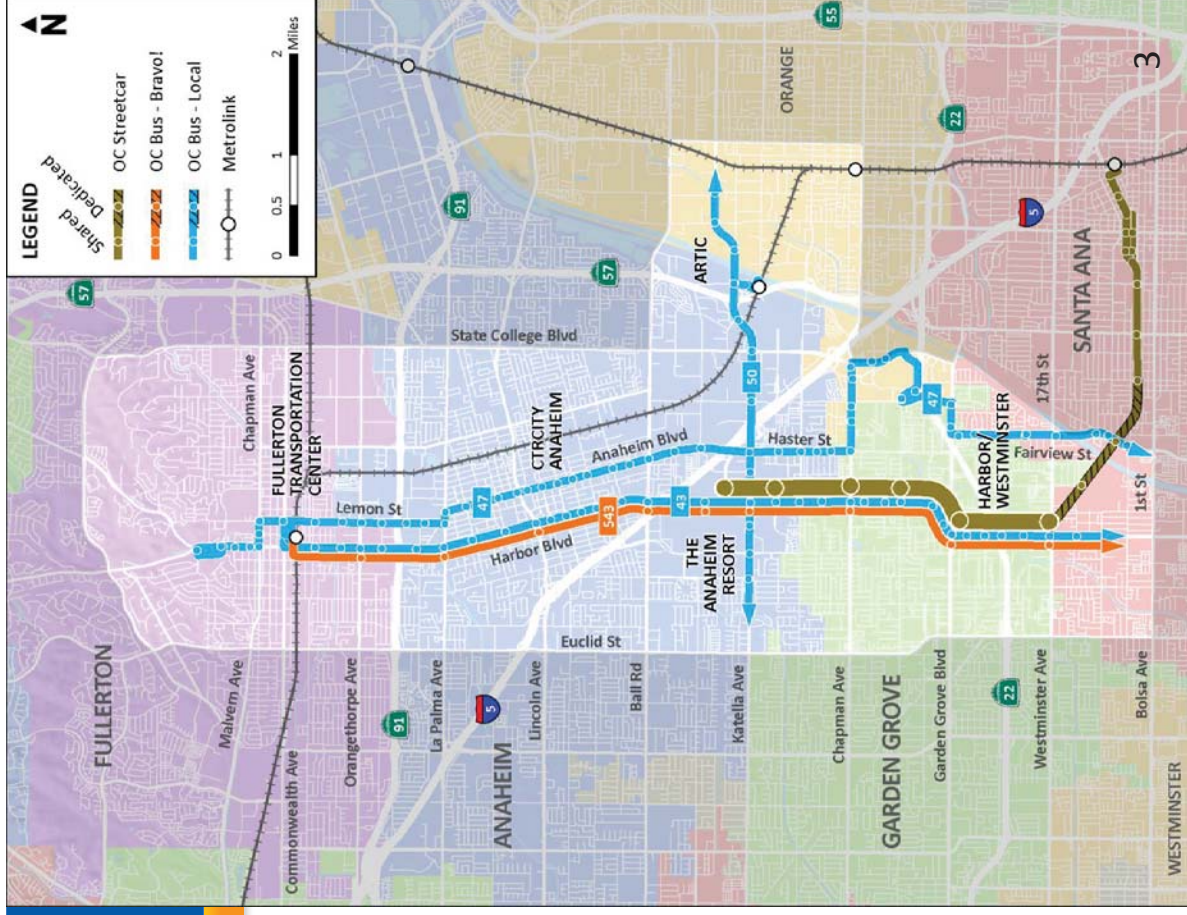 N
LEGEND
Shared
Dedicated
OC Streetcar
OC Bus - Bravo!
OC Bus - Local
Metrolink
0 0.5 1 2
Miles
57
FULLERTON
Malvern Ave
Chapman Ave
FULLERTON
TRANSPORTATION
CENTER
Commonwealth Ave
Orangethorpe Ave
Lemon St
91
91
State College Blvd
57
La Palma Ave
47
5
ANAHEIM
Lincoln Ave
Harbor Blvd
CTRCITY
ANAHEIM
Anaheim Blvd
543
Euclid St
Ball Rd
43
THE
ANAHEIM
RESORT
Katella Ave
50
ARTIC
Haster St
ORANGE
55
Chapman Ave
GARDEN GROVE
Garden Grove Blvd
47
22
22
HARBOR/
WESTMINSTER
Westminster Ave
Fairview St
17th St
5
SANTA ANA
Bolsa Ave
1st St
WESTMINSTER
3